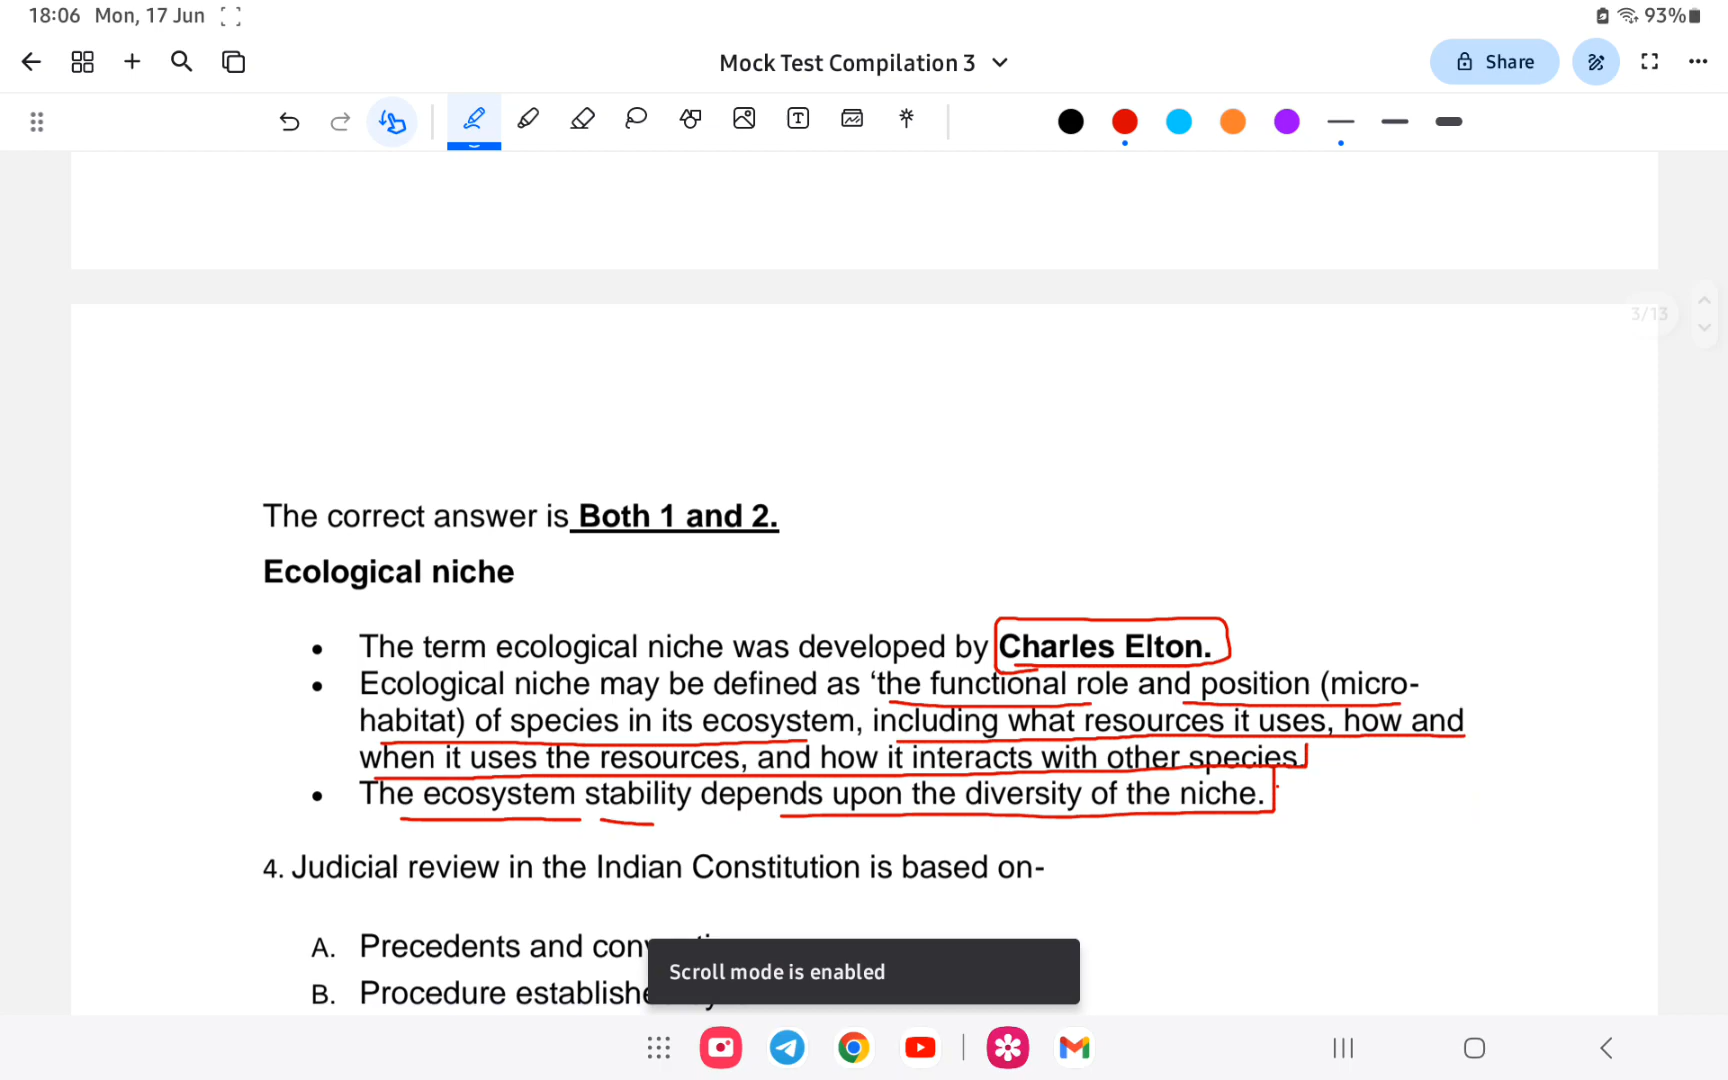 18:06 Mon, 17 Jun 93%
Mock Test Compilation 3
Share
3/13
The correct answer is Both 1 and 2.
Ecological niche
• The term ecological niche was developed by Charles Elton.
• Ecological niche may be defined as ‘the functional role and position (micro-
habitat) of species in its ecosystem, including what resources it uses, how and
when it uses the resources, and how it interacts with other species.
• The ecosystem stability depends upon the diversity of the niche.
4. Judicial review in the Indian Constitution is based on-
A. Precedents and
B. Procedure
Scroll mode is enabled